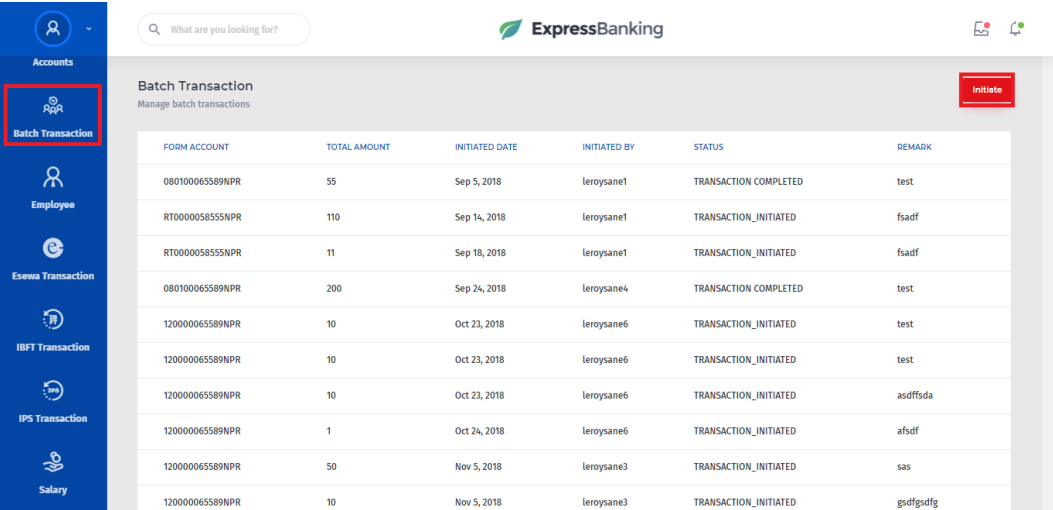 What are you looking for?
ExpressBanking
Accounts
Batch Transaction
Employee
Esewa Transaction
IBFT Transaction
IPS
IPS Transaction
Salary
Batch Transaction
Manage batch transactions
Initiate
FORM ACCOUNT TOTAL AMOUNT INITIATED DATE INITIATED BY STATUS REMARK
080100065589NPR 55 Sep 5, 2018 leroysane1 TRANSACTION COMPLETED test
RT0000058555NPR 110 Sep 14, 2018 leroysane1 TRANSACTION_INITIATED fsadf
RT0000058555NPR 11 Sep 18, 2018 leroysane1 TRANSACTION_INITIATED fsadf
080100065589NPR 200 Sep 24, 2018 leroysane4 TRANSACTION COMPLETED test
120000065589NPR 10 Oct 23, 2018 leroysane6 TRANSACTION_INITIATED test
120000065589NPR 10 Oct 23, 2018 leroysane6 TRANSACTION_INITIATED test
120000065589NPR 10 Oct 23, 2018 leroysane6 TRANSACTION_INITIATED asdffsda
120000065589NPR 1 Oct 24, 2018 leroysane6 TRANSACTION_INITIATED afsdf
120000065589NPR 50 Nov 5, 2018 leroysane3 TRANSACTION_INITIATED sas
120000065589NPR 10 Nov 5, 2018 leroysane3 TRANSACTION_INITIATED gsdfgsdfg